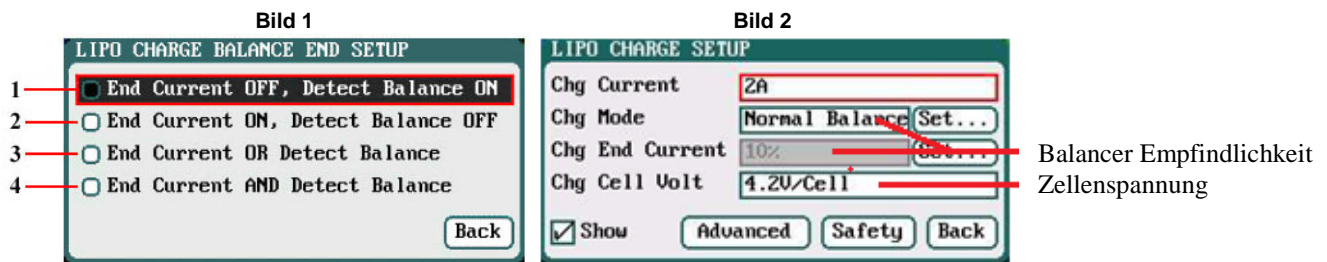 Bild 1
LIPO CHARGE BALANCE END SETUP
1
End Current OFF, Detect Balance ON
2
End Current ON, Detect Balance OFF
3
End Current OR Detect Balance
4
End Current AND Detect Balance
Back
Bild 2
LIPO CHARGE SETUP
Chg Current 2A
Chg Mode Normal Balance Set...
Chg End Current 10% Set...
Chg Cell Volt 4.2V/Cell
Show Advanced Safety Back
Balancer Empfindlichkeit
Zellenspannung